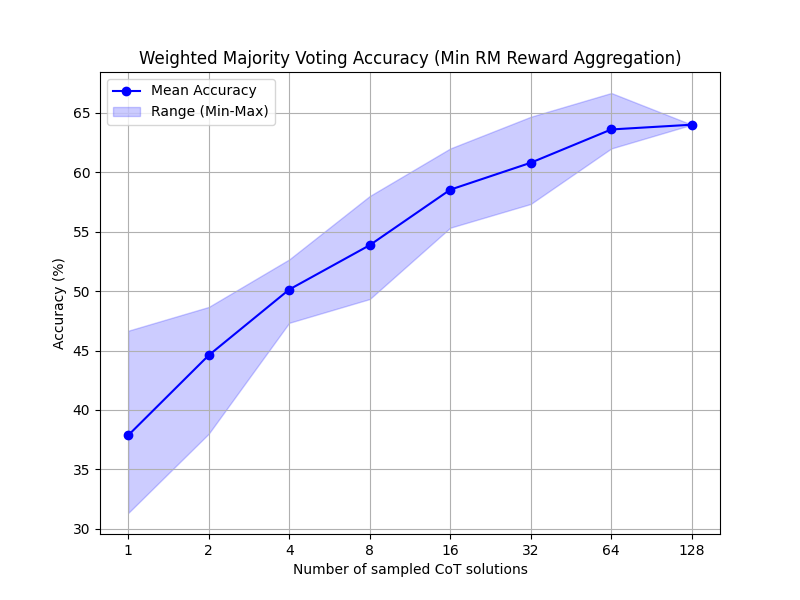 Weighted Majority Voting Accuracy (Min RM Reward Aggregation)
Mean Accuracy
Range (Min-Max)
Accuracy (%)
65
60
55
50
45
40
35
30
1 2 4 8 16 32 64 128
Number of sampled CoT solutions